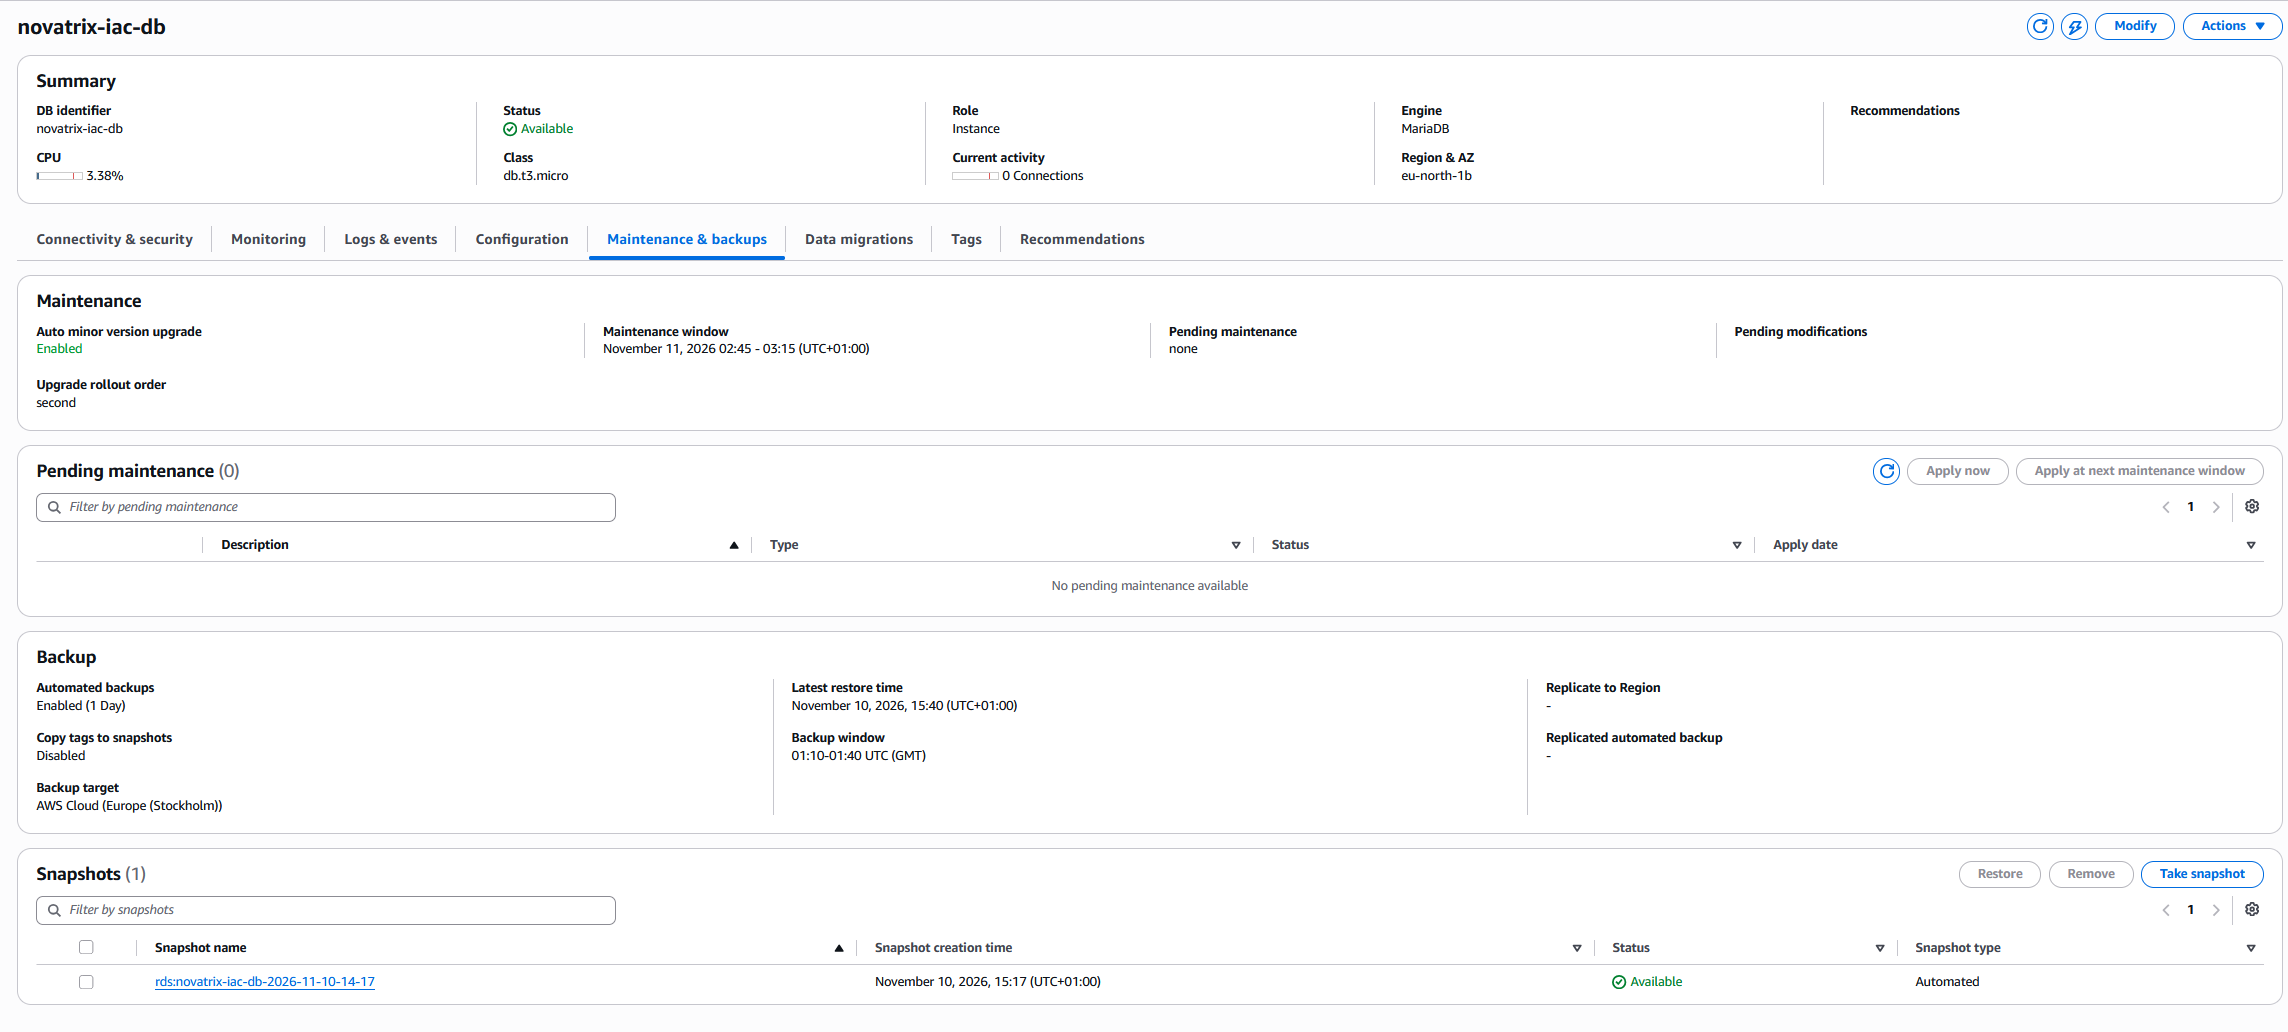 novatrix-iac-db
Modify
Actions
Summary
DB identifier
novatrix-iac-db
Status
Available
Role
Instance
Engine
MariaDB
Recommendations
CPU
3.38%
Class
db.t3.micro
Current activity
0 Connections
Region & AZ
eu-north-1b
Connectivity & security
Monitoring
Logs & events
Configuration
Maintenance & backups
Data migrations
Tags
Recommendations
Maintenance
Auto minor version upgrade
Enabled
Maintenance window
November 11, 2026 02:45 - 03:15 (UTC+01:00)
Pending maintenance
none
Pending modifications
Upgrade rollout order
second
Pending maintenance (0)
Apply now
Apply at next maintenance window
Filter by pending maintenance
1
Description
Type
Status
Apply date
No pending maintenance available
Backup
Automated backups
Enabled (1 Day)
Copy tags to snapshots
Disabled
Backup target
AWS Cloud (Europe (Stockholm))
Latest restore time
November 10, 2026, 15:40 (UTC+01:00)
Backup window
01:10-01:40 UTC (GMT)
Replicate to Region
-
Replicated automated backup
-
Snapshots (1)
Restore
Remove
Take snapshot
Filter by snapshots
1
Snapshot name
Snapshot creation time
Status
Snapshot type
rds:novatrix-iac-db-2026-11-10-14-17
November 10, 2026, 15:17 (UTC+01:00)
Available
Automated